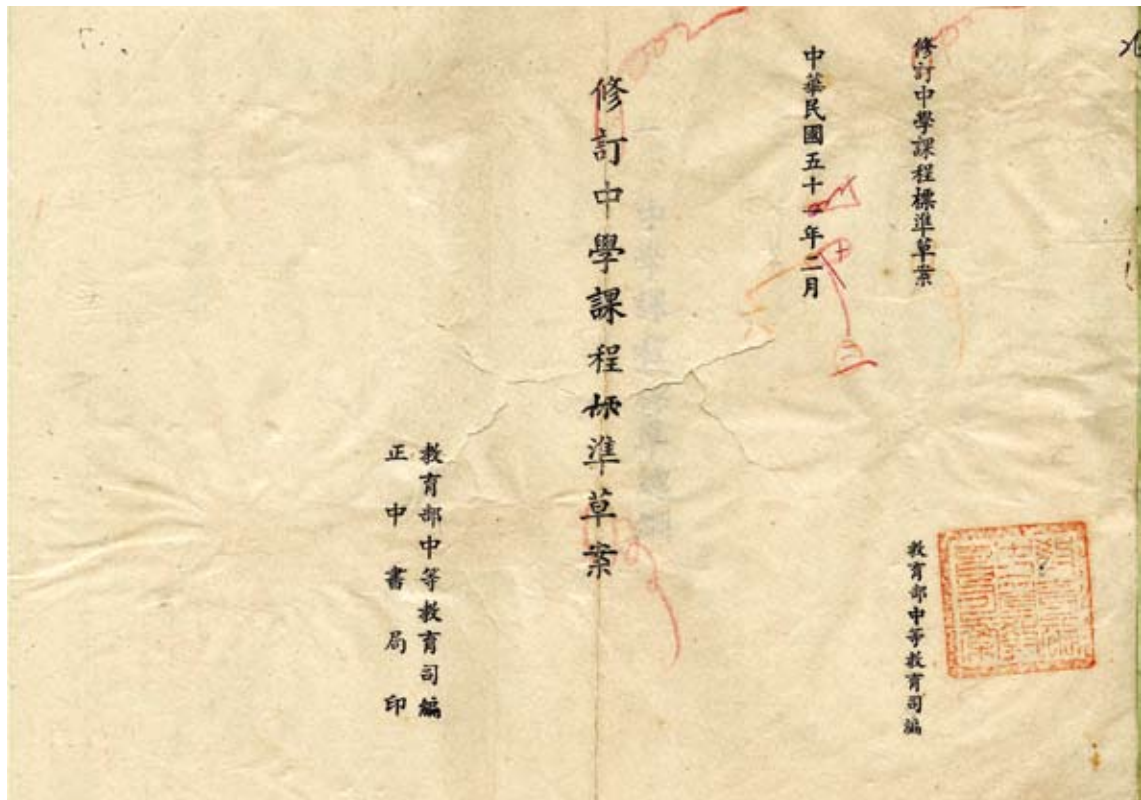 修訂中學課程標準草案
教育部中等教育司編
中華民國五十一年二月
修訂中學課程標準草案
教育部中等教育司編
正中書局印